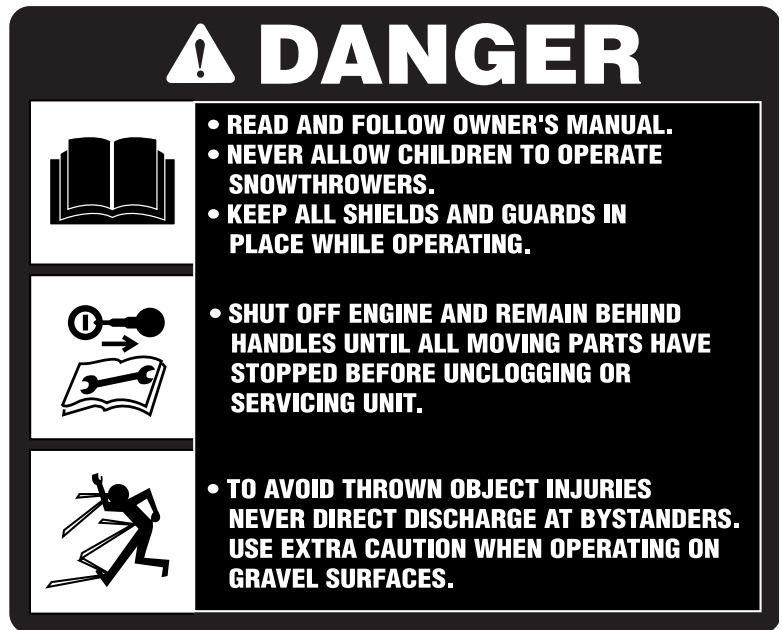 DANGER
• READ AND FOLLOW OWNER'S MANUAL.
• NEVER ALLOW CHILDREN TO OPERATE
SNOWTHROWERS.
• KEEP ALL SHIELDS AND GUARDS IN
PLACE WHILE OPERATING.
• SHUT OFF ENGINE AND REMAIN BEHIND
HANDLES UNTIL ALL MOVING PARTS HAVE
STOPPED BEFORE UNCLOGGING OR
SERVICING UNIT.
• TO AVOID THROWN OBJECT INJURIES
NEVER DIRECT DISCHARGE AT BYSTANDERS.
USE EXTRA CAUTION WHEN OPERATING ON
GRAVEL SURFACES.